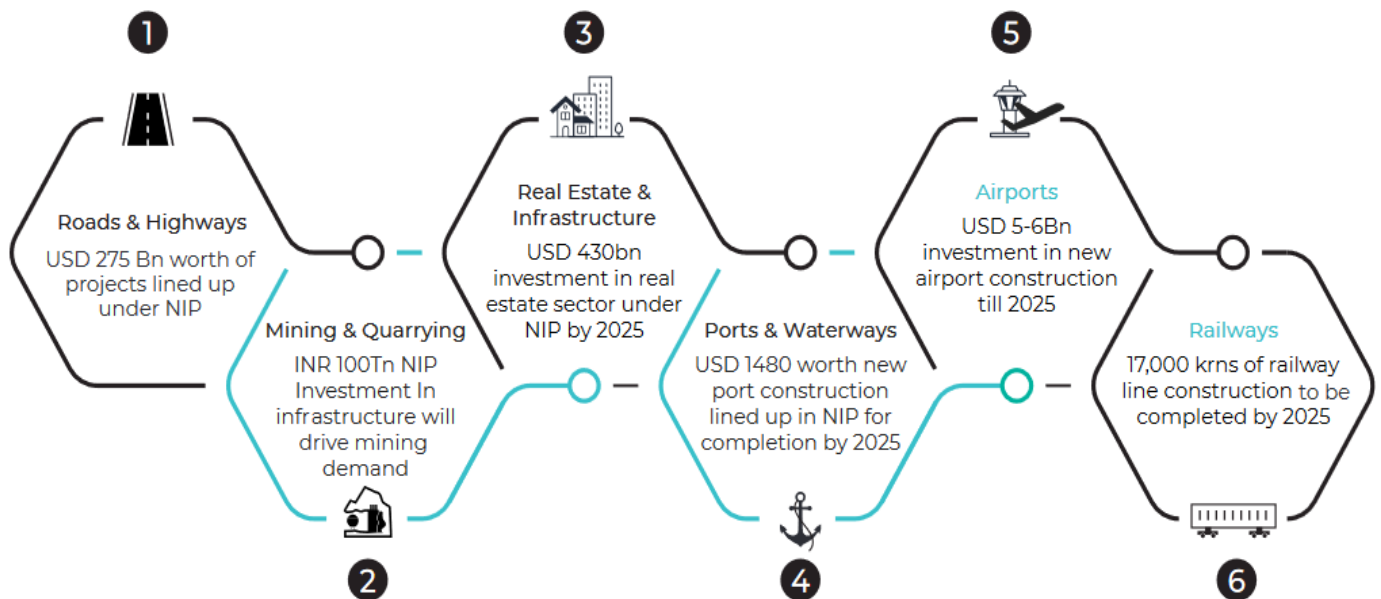 1
Roads & Highways
USD 275 Bn worth of
projects lined up
under NIP
2
Mining & Quarrying
INR 100Tn NIP
Investment In
infrastructure will
drive mining
demand
3
Real Estate &
Infrastructure
USD 430bn
investment in real
estate sector under
NIP by 2025
4
Ports & Waterways
USD 1480 worth new
port construction
lined up in NIP for
completion by 2025
5
Airports
USD 5-6Bn
investment in new
airport construction
till 2025
6
Railways
17,000 krns of railway
line construction to be
completed by 2025